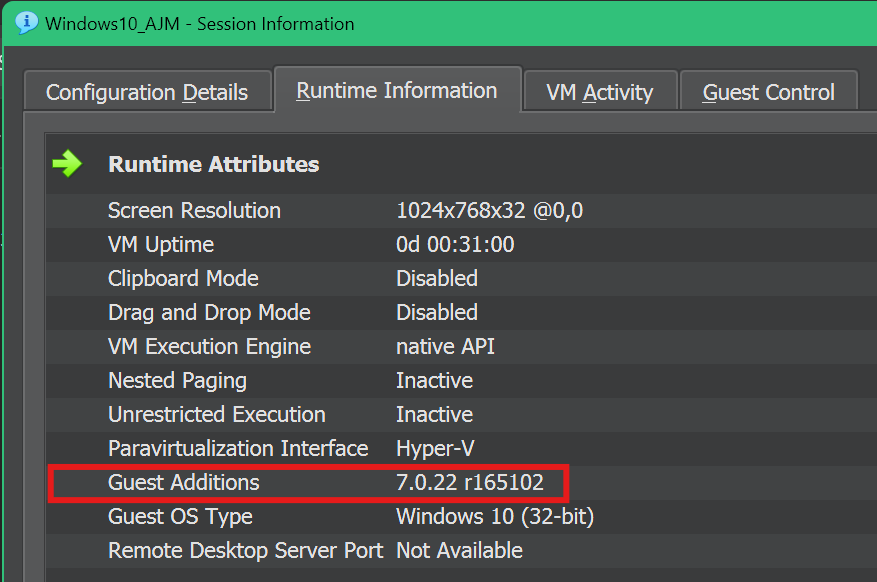 Windows10_AJM - Session Information
Configuration Details Runtime Information VM Activity Guest Control
Runtime Attributes
Screen Resolution 1024x768x32 @0,0
VM Uptime 0d 00:31:00
Clipboard Mode Disabled
Drag and Drop Mode Disabled
VM Execution Engine native API
Nested Paging Inactive
Unrestricted Execution Inactive
Paravirtualization Interface Hyper-V
Guest Additions 7.0.22 r165102
Guest OS Type Windows 10 (32-bit)
Remote Desktop Server Port Not Available